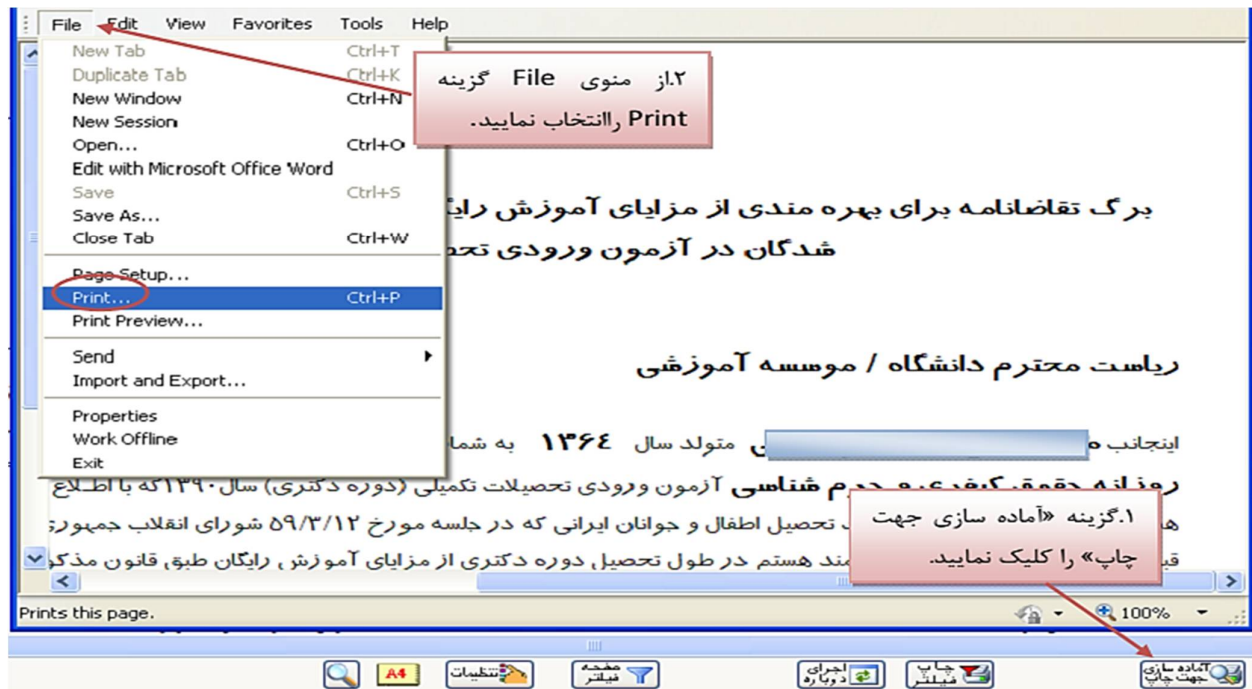 File Edit View Favorites Tools Help
New Tab Ctrl+T
Duplicate Tab Ctrl+K
New Window Ctrl+N
New Session
Open... Ctrl+O
Edit with Microsoft Office Word
Save Ctrl+S
Save As...
Close Tab Ctrl+W
Page Setup...
Print... Ctrl+P
Print Preview...
Send
Import and Export...
Properties
Work Offline
Exit
۲.از منوی File گزینه
Print راانتخاب نمایید.
برگ تقاضانامه برای بهره مندی از مزایای آموزش
شدگان در آزمون ورودی
ریاست محترم دانشگاه / موسسه آموزشی
اینجانب متولد سال ۱۳۶۴ به
روزانه حقوق کیفری و جرم شناسی آزمون ورودی تحصیلات تکمیلی (دوره دکتری) سال۱۳۹۰که با اطلاع
تحصیل اطفال و جوانان ایرانی که در جلسه مورخ ۵۹/۳/۱۲ شورای انقلاب
هستم در طول تحصیل دوره دکتری از مزایای آموزش رایگان طبق قانون
۱.گزینه «آماده سازی جهت
چاپ» را کلیک نمایید.
Prints this page. 100%
آماده سازی جهت چاپ چاپ فیلتر اجرای دوباره صفحه فیلتر تنظیمات A4